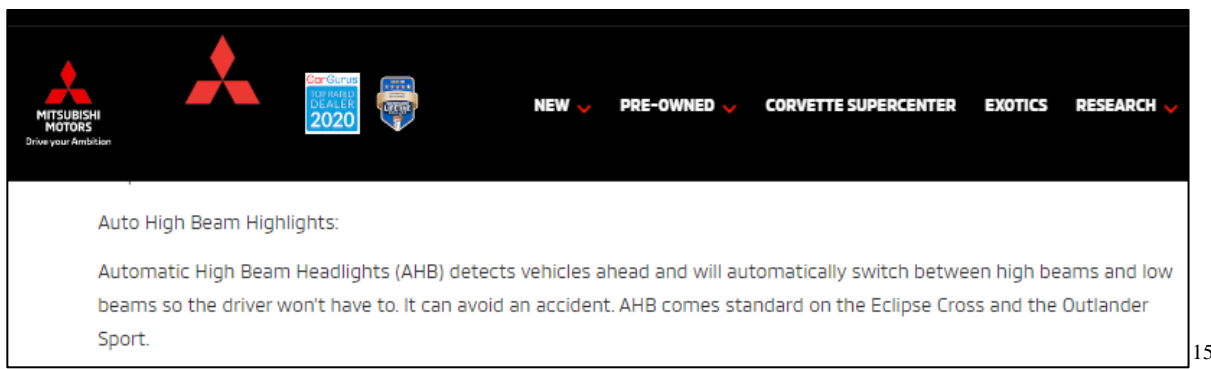 MITSUBISHI
MOTORS
Drive your Ambition
CarGurus
TOP RATED
DEALER
2020
NEW
PRE-OWNED
CORVETTE SUPERCENTER
EXOTICS
RESEARCH
Auto High Beam Highlights:
Automatic High Beam Headlights (AHB) detects vehicles ahead and will automatically switch between high beams and low
beams so the driver won't have to. It can avoid an accident. AHB comes standard on the Eclipse Cross and the Outlander
Sport.
15